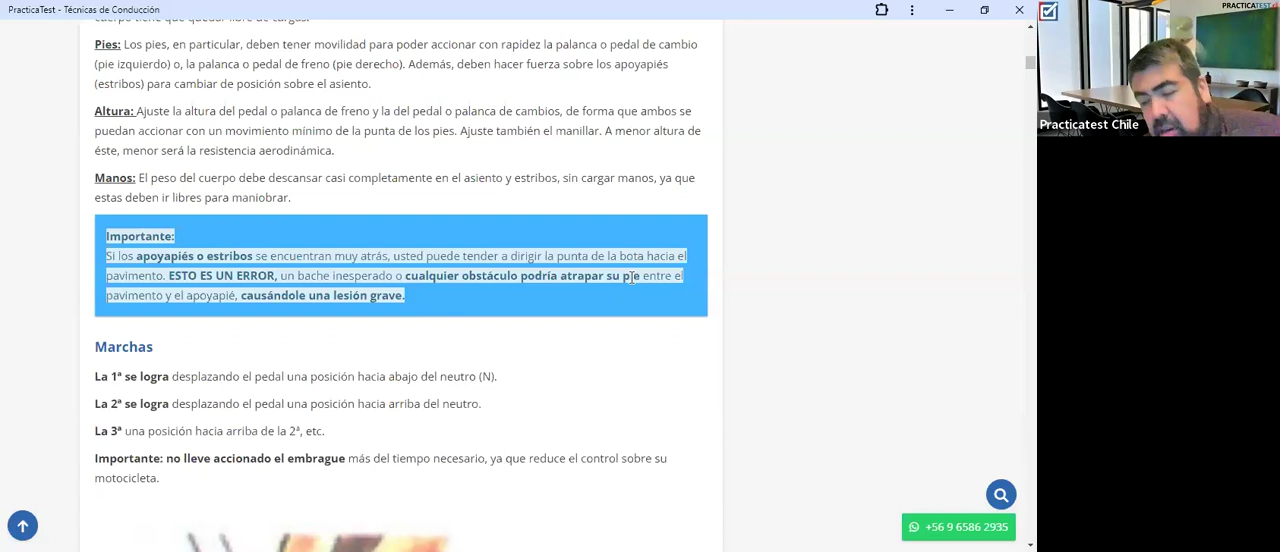 PracticaTest - Técnicas de Conducción
cuerpo tiene que quedar libre de cargas.
Pies: Los pies, en particular, deben tener movilidad para poder accionar con rapidez la palanca o pedal de cambio
(pie izquierdo) o, la palanca o pedal de freno (pie derecho). Además, deben hacer fuerza sobre los apoyapiés
(estribos) para cambiar de posición sobre el asiento.
Altura: Ajuste la altura del pedal o palanca de freno y la del pedal o palanca de cambios, de forma que ambos se
puedan accionar con un movimiento mínimo de la punta de los pies. Ajuste también el manillar. A menor altura de
éste, menor será la resistencia aerodinámica.
Manos: El peso del cuerpo debe descansar casi completamente en el asiento y estribos, sin cargar manos, ya que
estas deben ir libres para maniobrar.
Importante:
Si los apoyapiés o estribos se encuentran muy atrás, usted puede tender a dirigir la punta de la bota hacia el
pavimento. ESTO ES UN ERROR, un bache inesperado o cualquier obstáculo podría atrapar su pie entre el
pavimento y el apoyapié, causándole una lesión grave.
Marchas
La 1ª se logra desplazando el pedal una posición hacia abajo del neutro (N).
La 2ª se logra desplazando el pedal una posición hacia arriba del neutro.
La 3ª una posición hacia arriba de la 2ª, etc.
Importante: no lleve accionado el embrague más del tiempo necesario, ya que reduce el control sobre su
motocicleta.
+56 9 6586 2935
PRACTICATEST.cl
Practicatest Chile